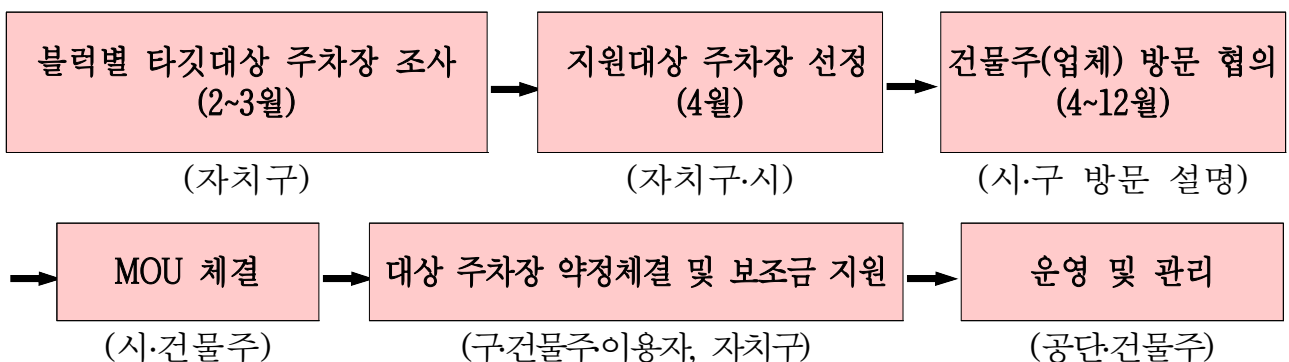 블럭별 타깃대상 주차장 조사
(2~3월)
(자치구)
지원대상 주차장 선정
(4월)
(자치구·시)
건물주(업체) 방문 협의
(4~12월)
(시·구 방문 설명)
MOU 체결
(시·건물주)
대상 주차장 약정체결 및 보조금 지원
(구·건물주·이용자, 자치구)
운영 및 관리
(공단·건물주)